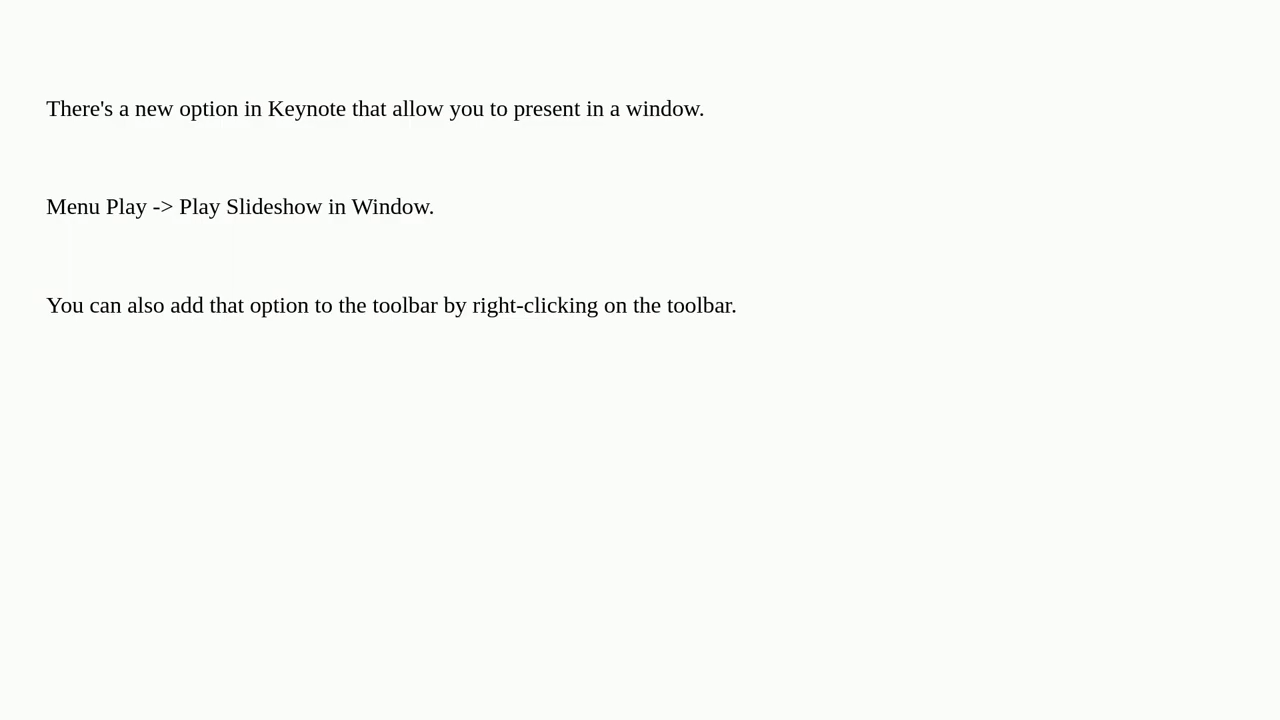 There's a new option in Keynote that allow you to present in a window.
Menu Play -> Play Slideshow in Window.
You can also add that option to the toolbar by right-clicking on the toolbar.